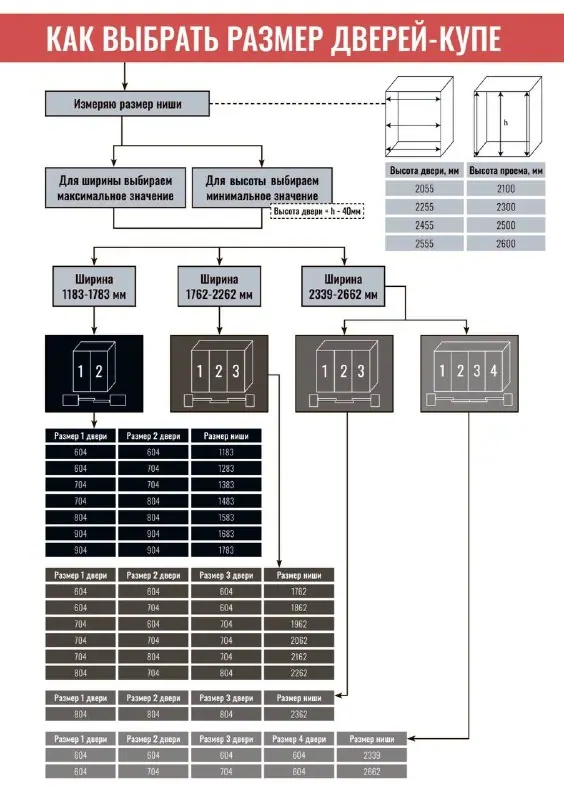 КАК ВЫБРАТЬ РАЗМЕР ДВЕРЕЙ-КУПЕ
Измеряю размер ниши
h
Для ширины выбираем
максимальное значение
Для высоты выбираем
минимальное значение
Высота двери = h - 40мм
Высота двери, мм Высота проема, мм
2055 2100
2255 2300
2455 2500
2555 2600
Ширина
1183-1783 мм
Ширина
1762-2262 мм
Ширина
2339-2662 мм
1 2
1 2 3
1 2 3
1 2 3 4
Размер 1 двери Размер 2 двери Размер ниши
604 604 1183
604 704 1283
704 704 1383
704 804 1483
804 804 1583
904 904 1683
904 904 1783
Размер 1 двери Размер 2 двери Размер 3 двери Размер ниши
604 604 604 1762
604 704 604 1862
704 704 604 1962
704 704 704 2062
704 804 704 2162
804 704 804 2262
Размер 1 двери Размер 2 двери Размер 3 двери Размер ниши
804 804 804 2362
Размер 1 двери Размер 2 двери Размер 3 двери Размер 4 двери Размер ниши
604 604 604 604 2339
604 704 704 604 2662